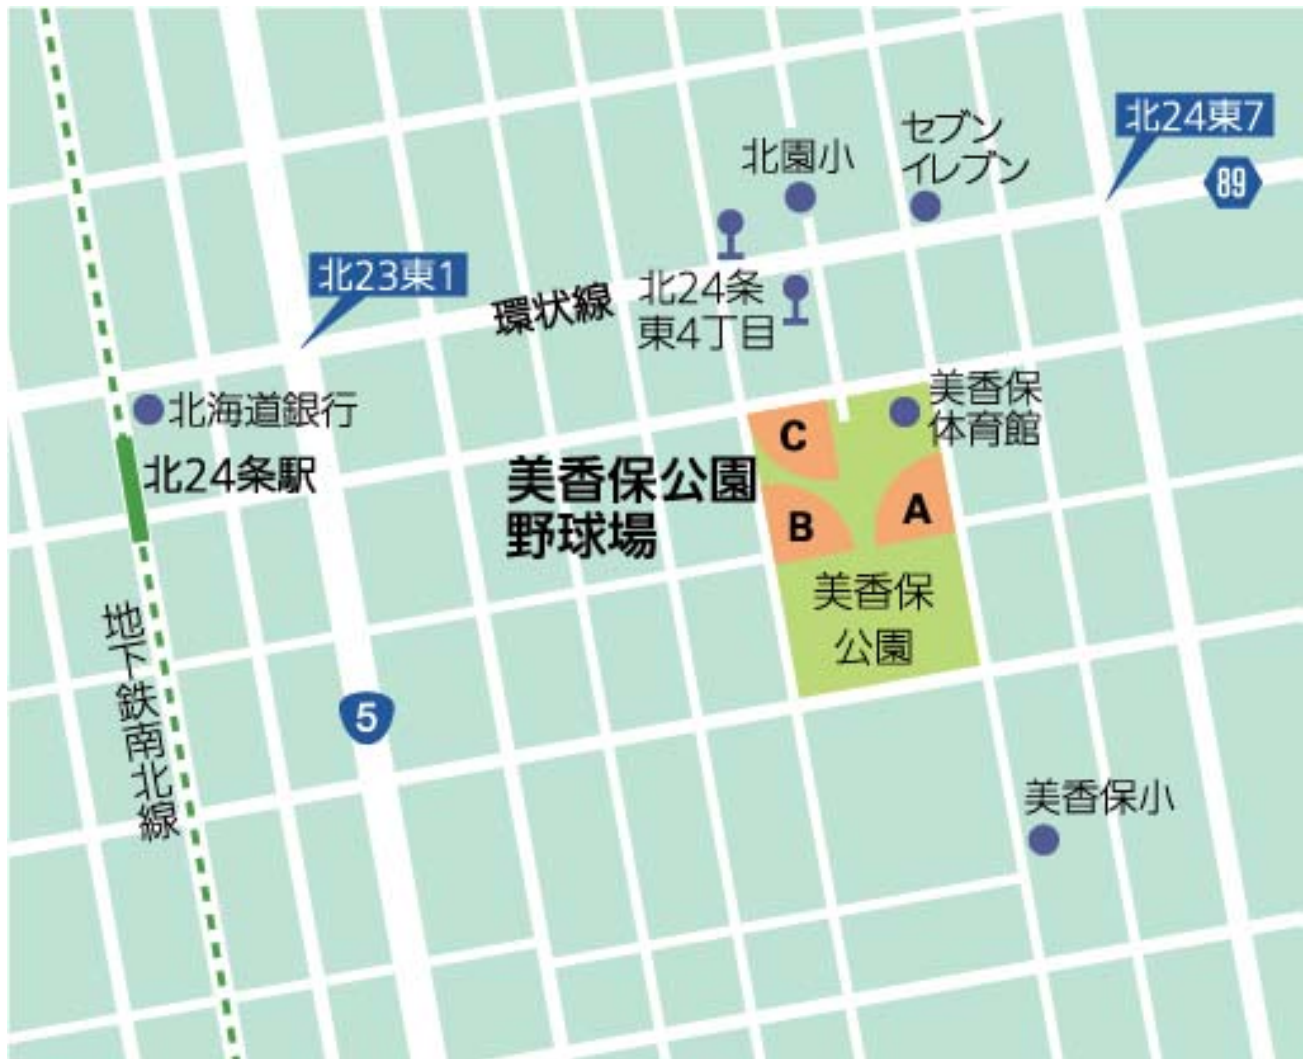 北24東7
セブン
イレブン
北園小
89
北23東1
北24条
東4丁目
環状線
北海道銀行
美香保
体育館
C
北24条駅
美香保公園
野球場
A
B
美香保
公園
地下鉄南北線
5
美香保小